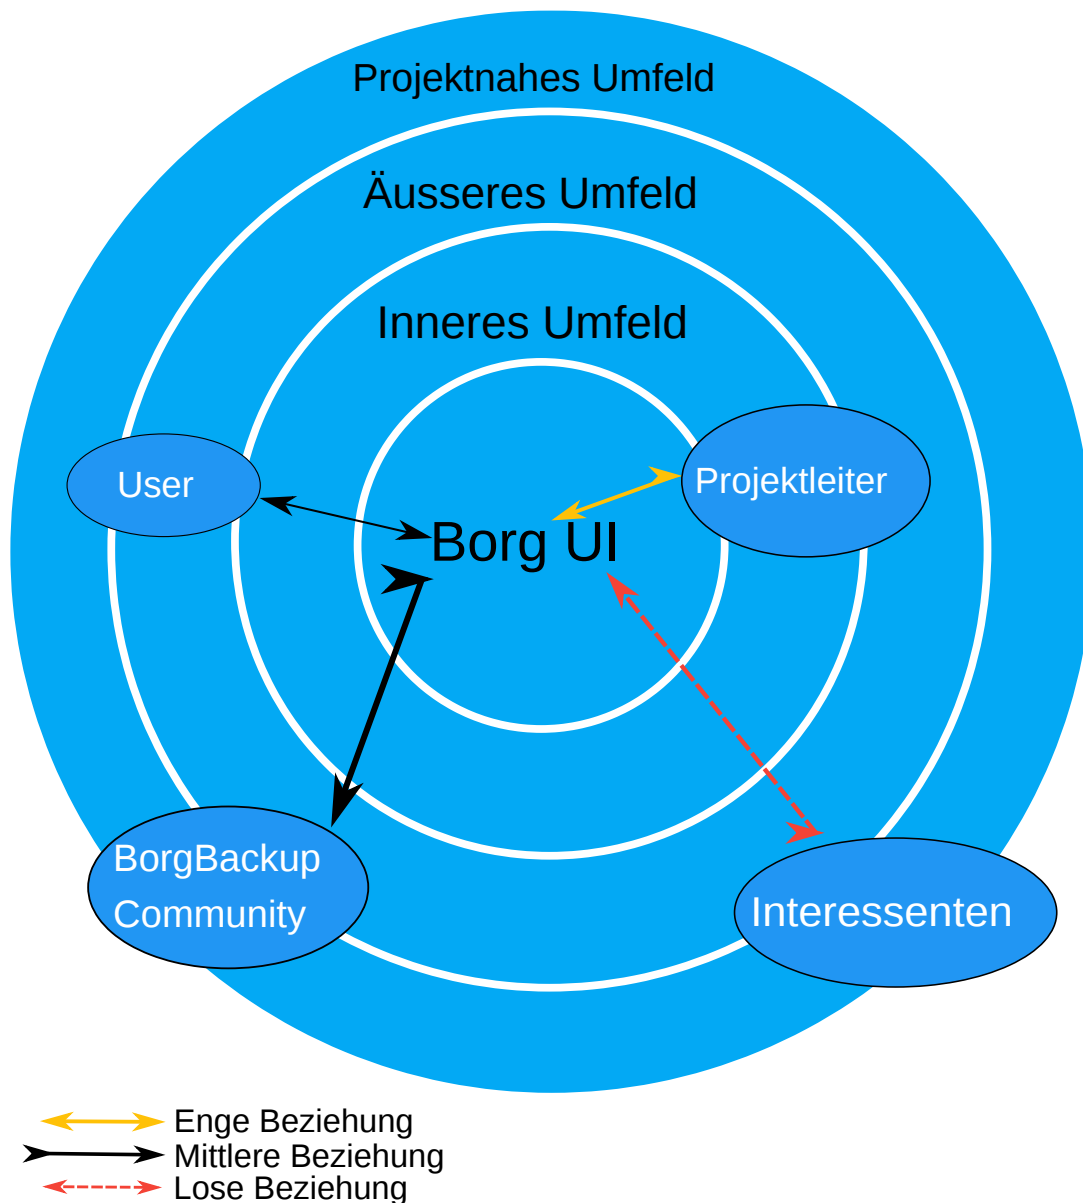 Projektnahes Umfeld
Äusseres Umfeld
Inneres Umfeld
Projektleiter
User
Borg UI
BorgBackup
Community
Interessenten
Enge Beziehung
Mittlere Beziehung
Lose Beziehung